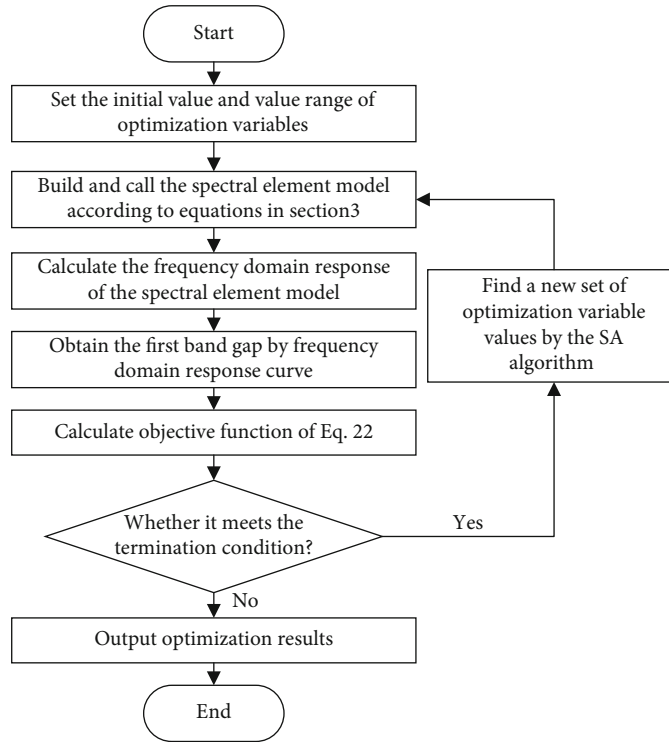 Start
Set the initial value and value range of
optimization variables
Build and call the spectral element model
according to equations in section3
Calculate the frequency domain response
of the spectral element model
Find a new set of
optimization variable
values by the SA
algorithm
Obtain the first band gap by frequency
domain response curve
Calculate objective function of Eq. 22
Whether it meets the
termination condition?
Yes
No
Output optimization results
End